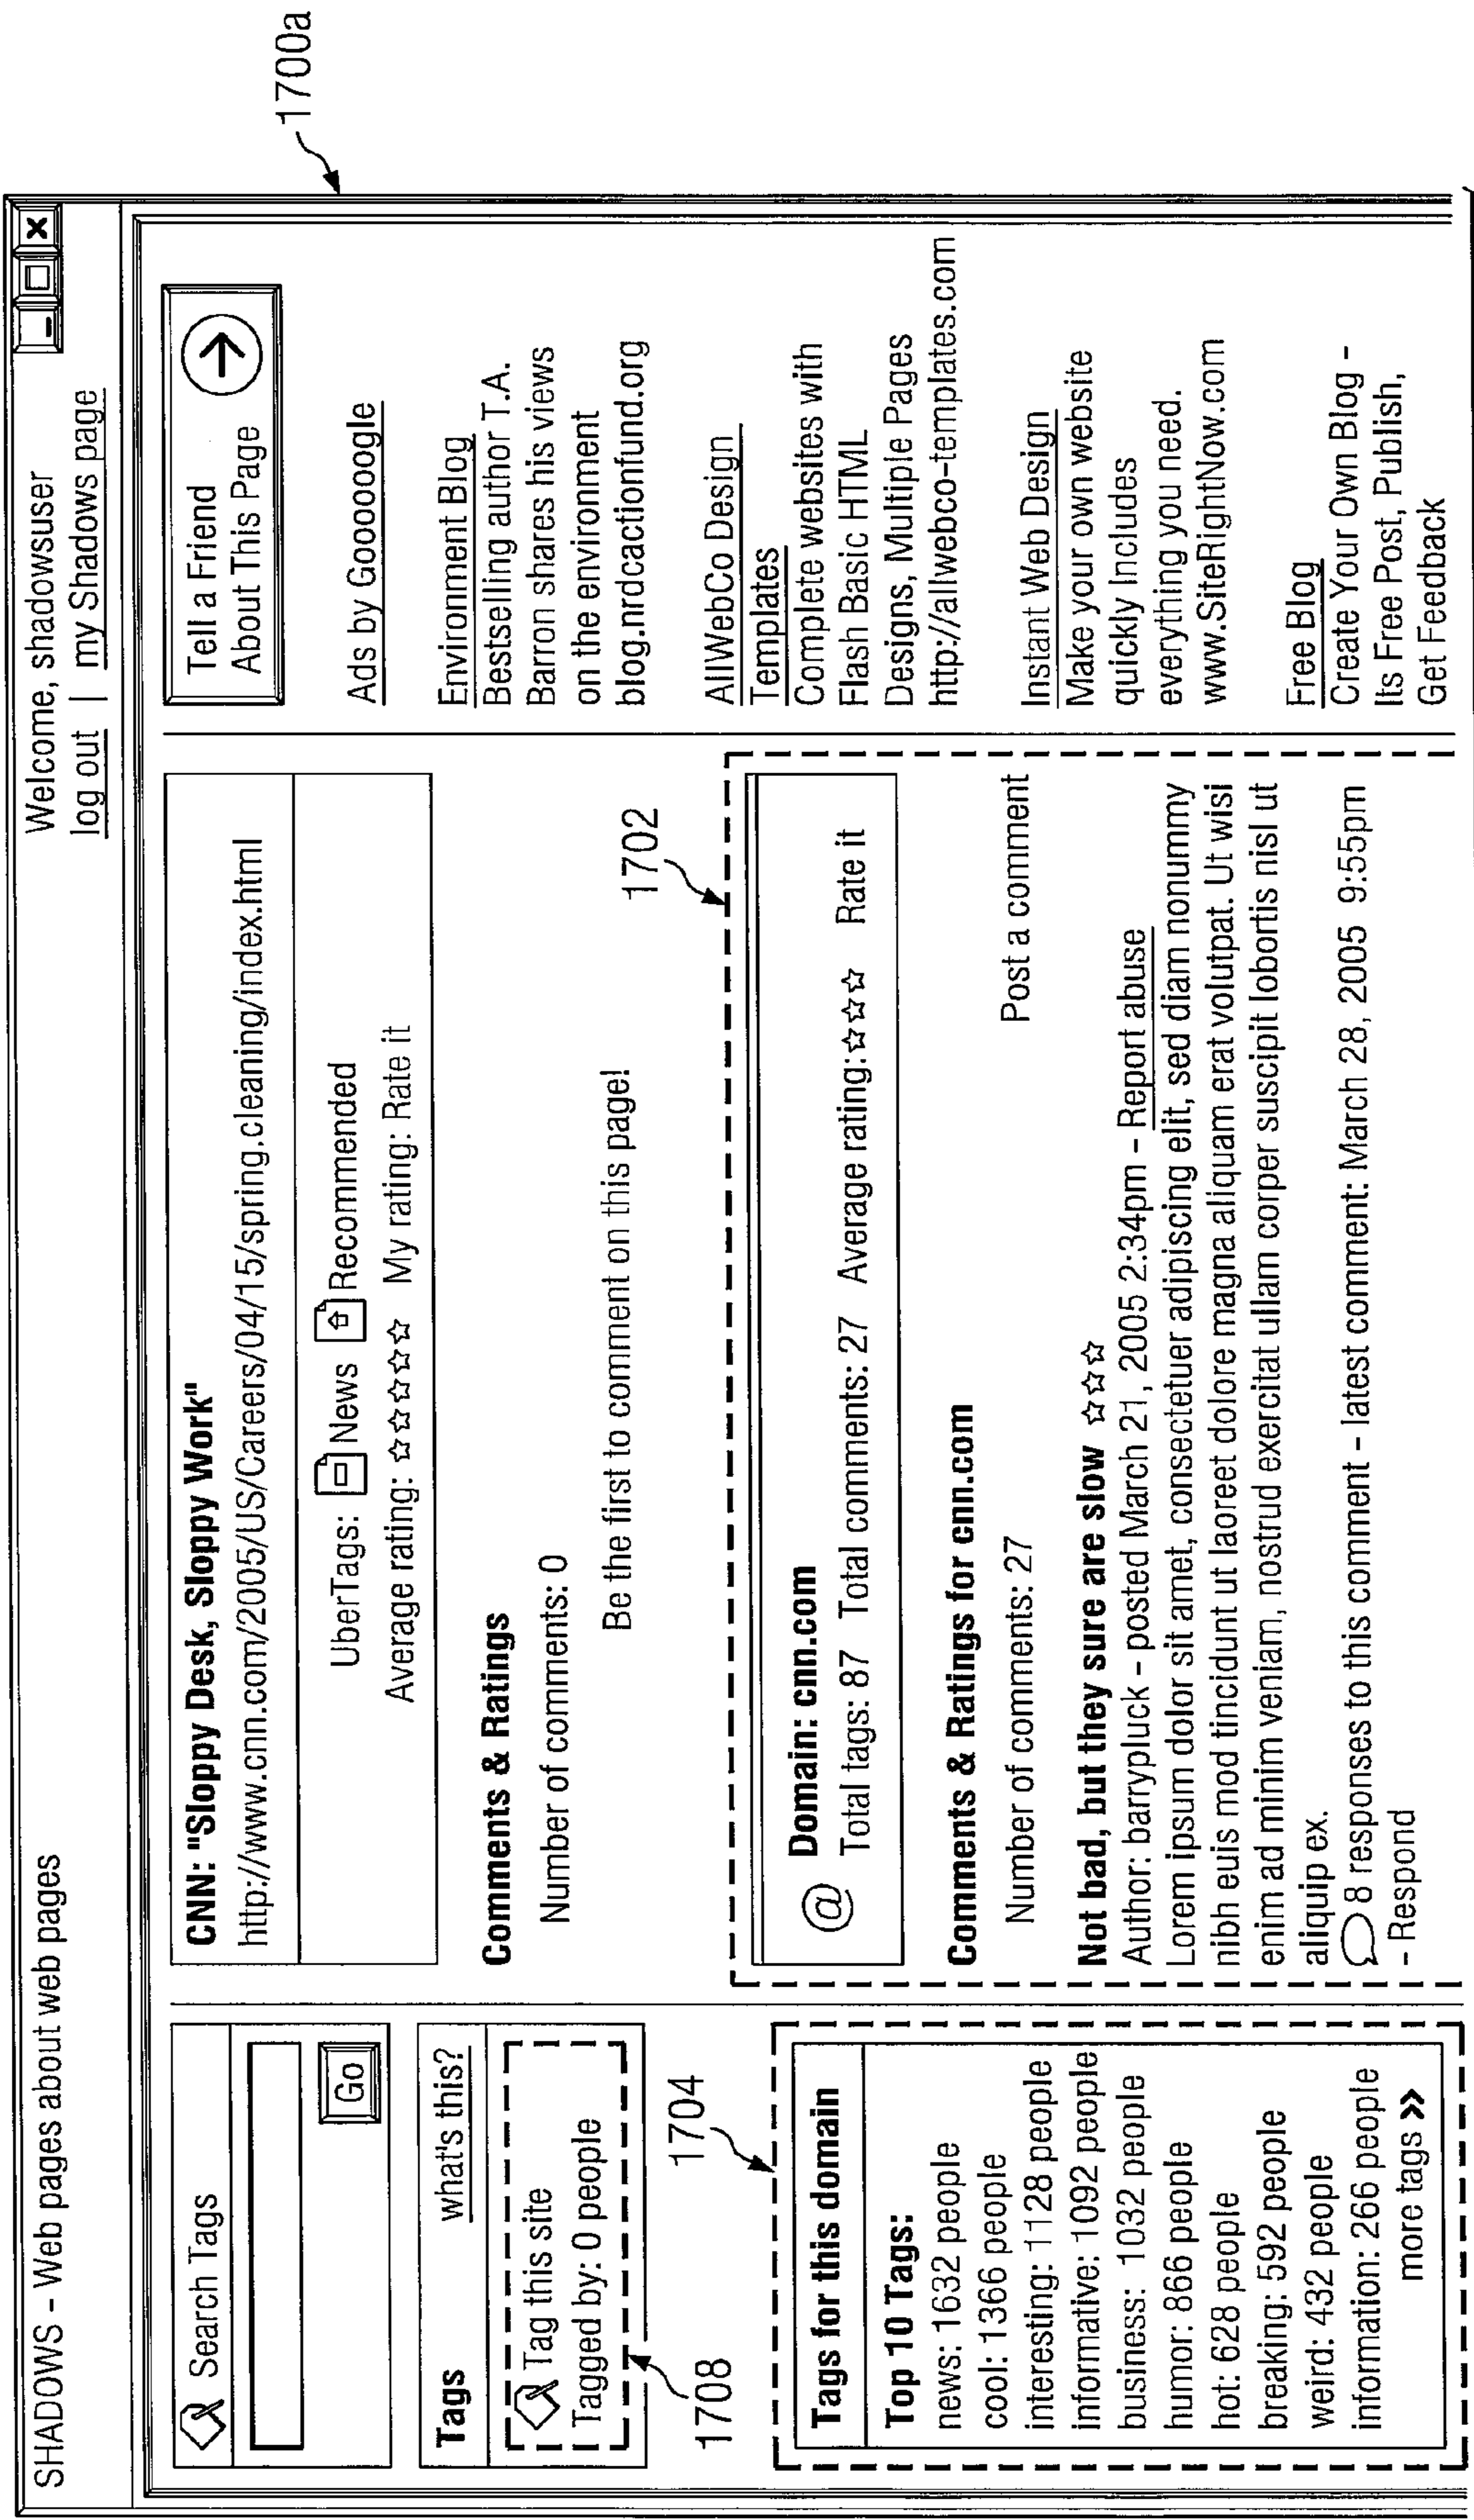 SHADOWS - Web pages about web pages
Welcome, shadowsuser
log out | my Shadows page
1700a
Search Tags
Go
Tags what's this?
Tag this site
Tagged by: 0 people
1708
1704
Tags for this domain
Top 10 Tags:
news: 1632 people
cool: 1366 people
interesting: 1128 people
informative: 1092 people
business: 1032 people
humor: 866 people
hot: 628 people
breaking: 592 people
weird: 432 people
information: 266 people
more tags »
CNN: "Sloppy Desk, Sloppy Work"
http://www.cnn.com/2005/US/Careers/04/15/spring.cleaning/index.html
UberTags: News Recommended
Average rating: ☆☆☆☆☆ My rating: Rate it
Comments & Ratings
Number of comments: 0
Be the first to comment on this page!
1702
@ Domain: cnn.com
Total tags: 87 Total comments: 27 Average rating:☆☆☆ Rate it
Comments & Ratings for cnn.com
Number of comments: 27 Post a comment
Not bad, but they sure are slow ☆☆☆
Author: barrypluck - posted March 21, 2005 2:34pm - Report abuse
Lorem ipsum dolor sit amet, consectetuer adipiscing elit, sed diam nonummy
nibh euis mod tincidunt ut laoreet dolore magna aliquam erat volutpat. Ut wisi
enim ad minim veniam, nostrud exercitat ullam corper suscipit lobortis nisl ut
aliquip ex.
8 responses to this comment - latest comment: March 28, 2005 9:55pm
- Respond
Tell a Friend
About This Page
Ads by Goooooogle
Environment Blog
Bestselling author T.A.
Barron shares his views
on the environment
blog.nrdcactionfund.org
AllWebCo Design
Templates
Complete websites with
Flash Basic HTML
Designs, Multiple Pages
http://allwebco-templates.com
Instant Web Design
Make your own website
quickly Includes
everything you need.
www.SiteRightNow.com
Free Blog
Create Your Own Blog -
Its Free Post, Publish,
Get Feedback